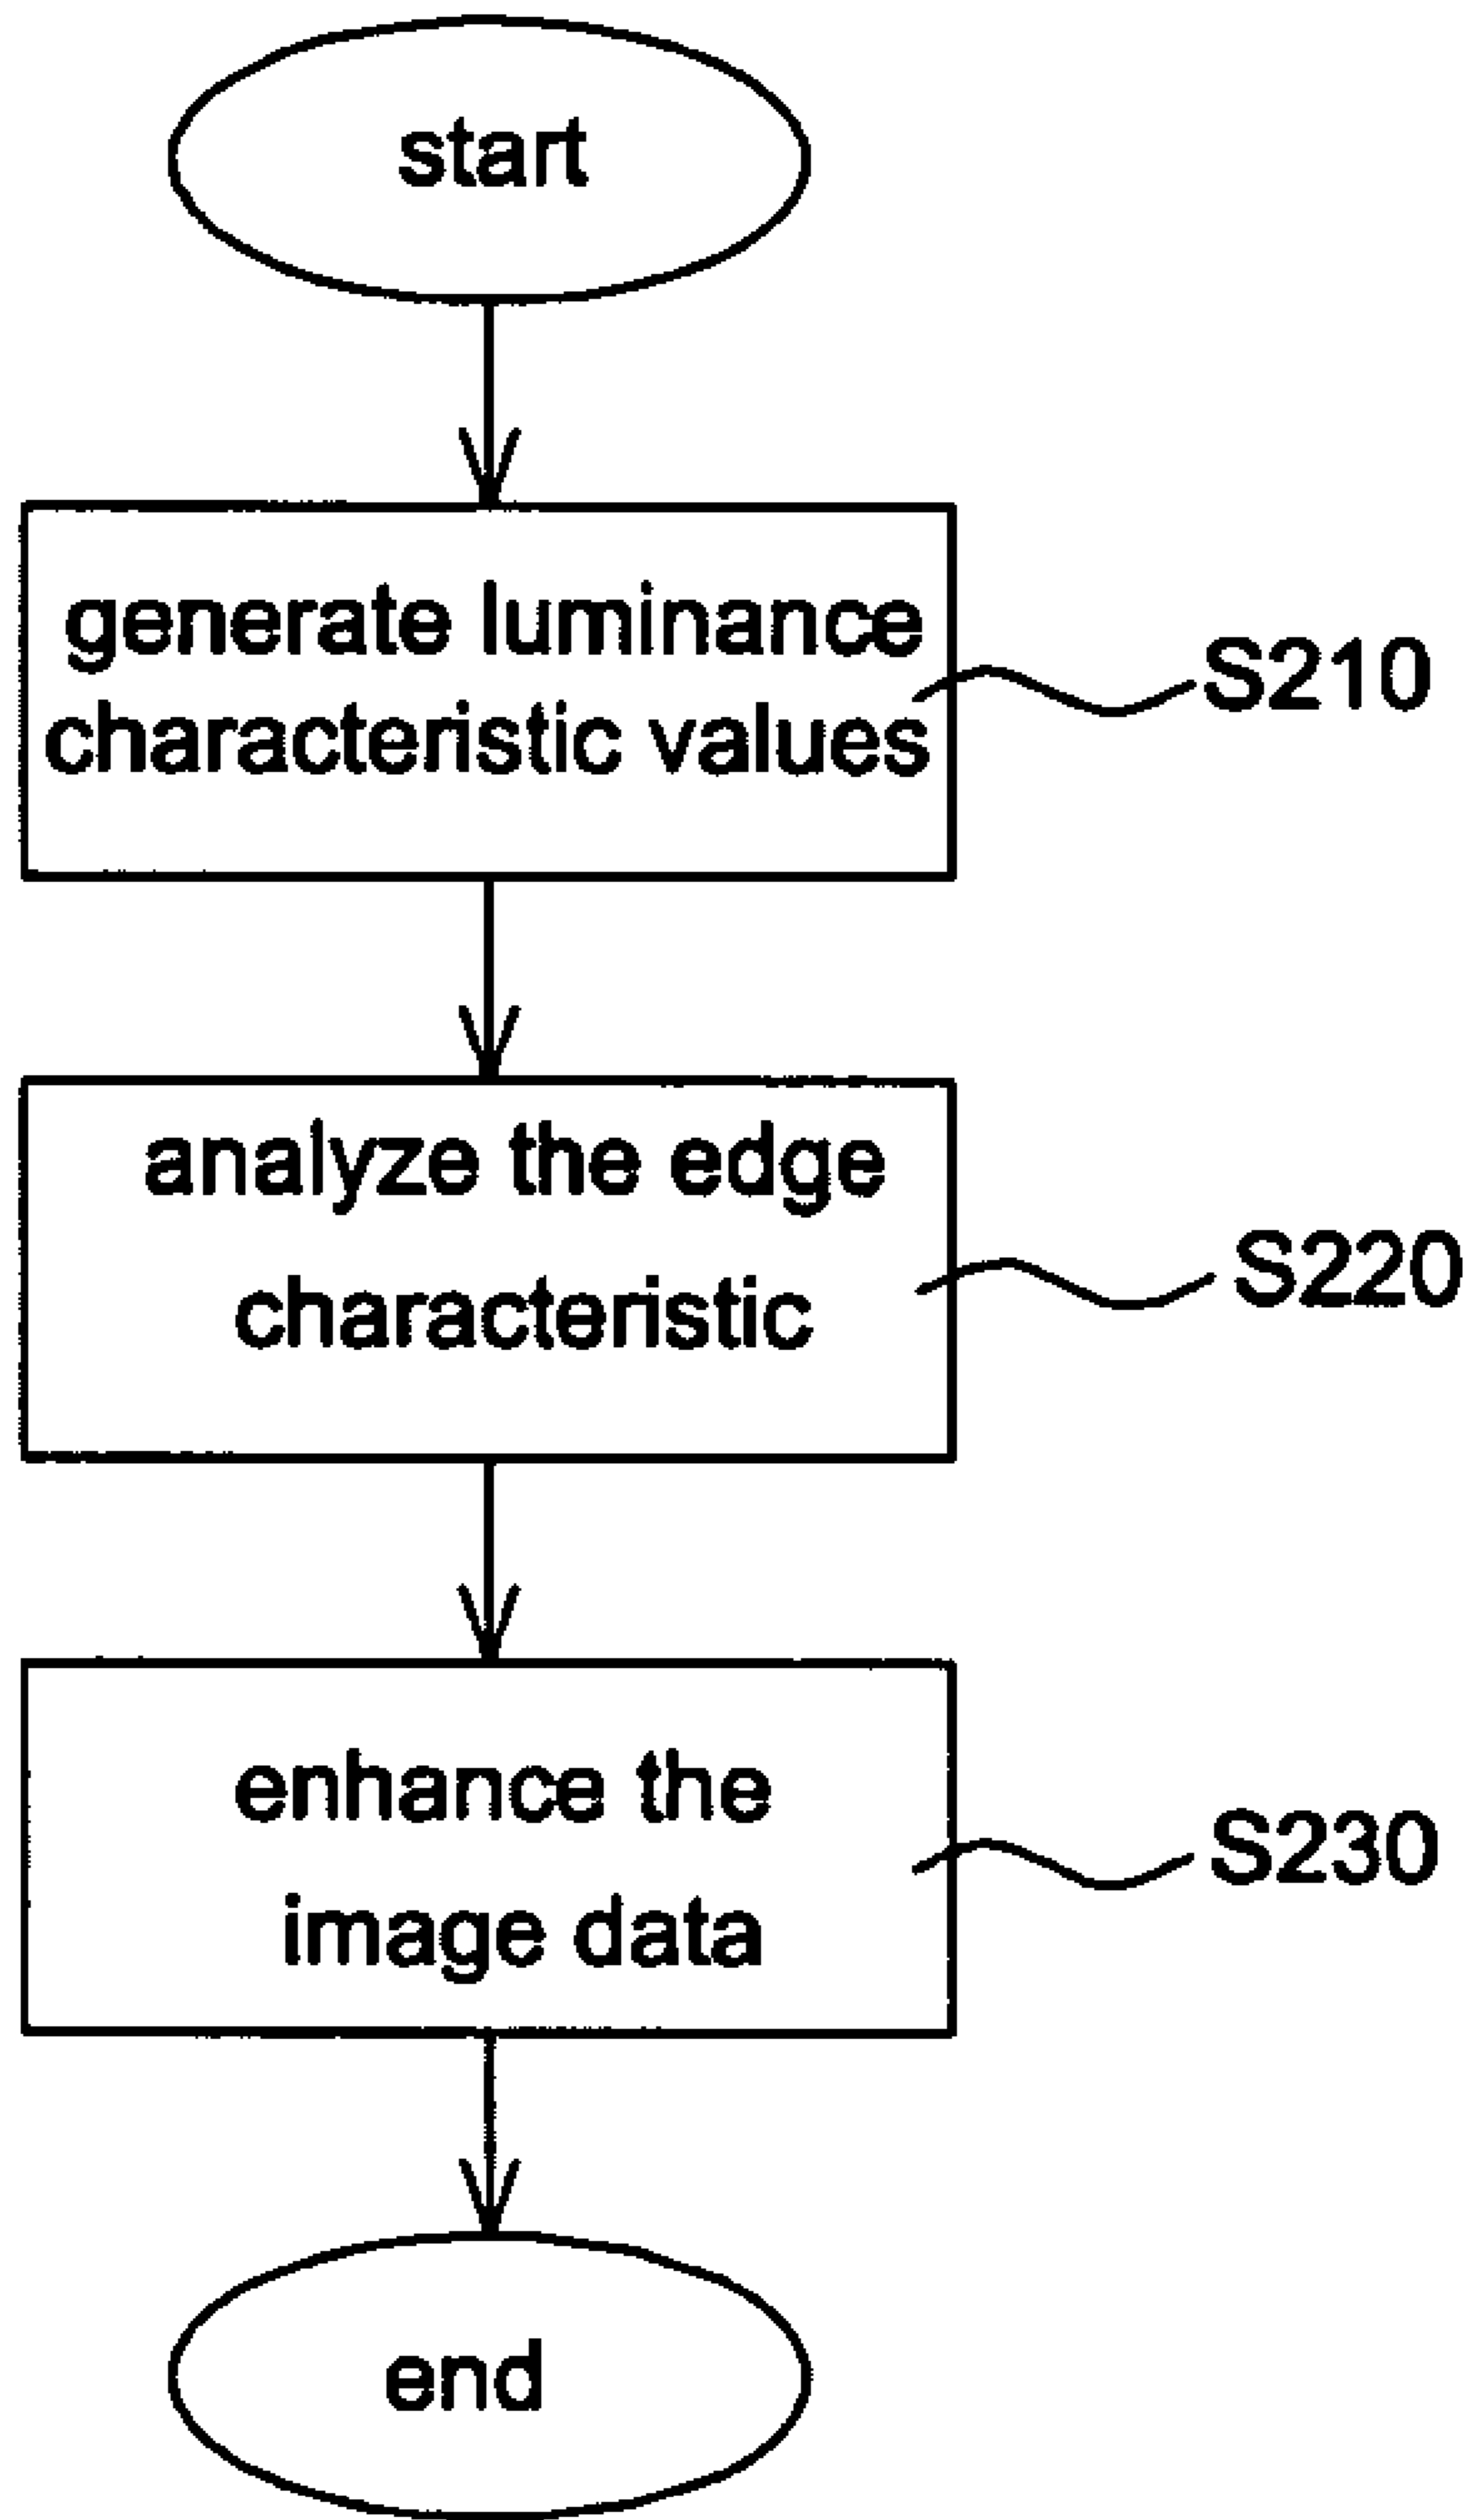 start
generate luminance
characteristic values
S210
analyze the edge
characteristic
S220
enhance the
image data
S230
end